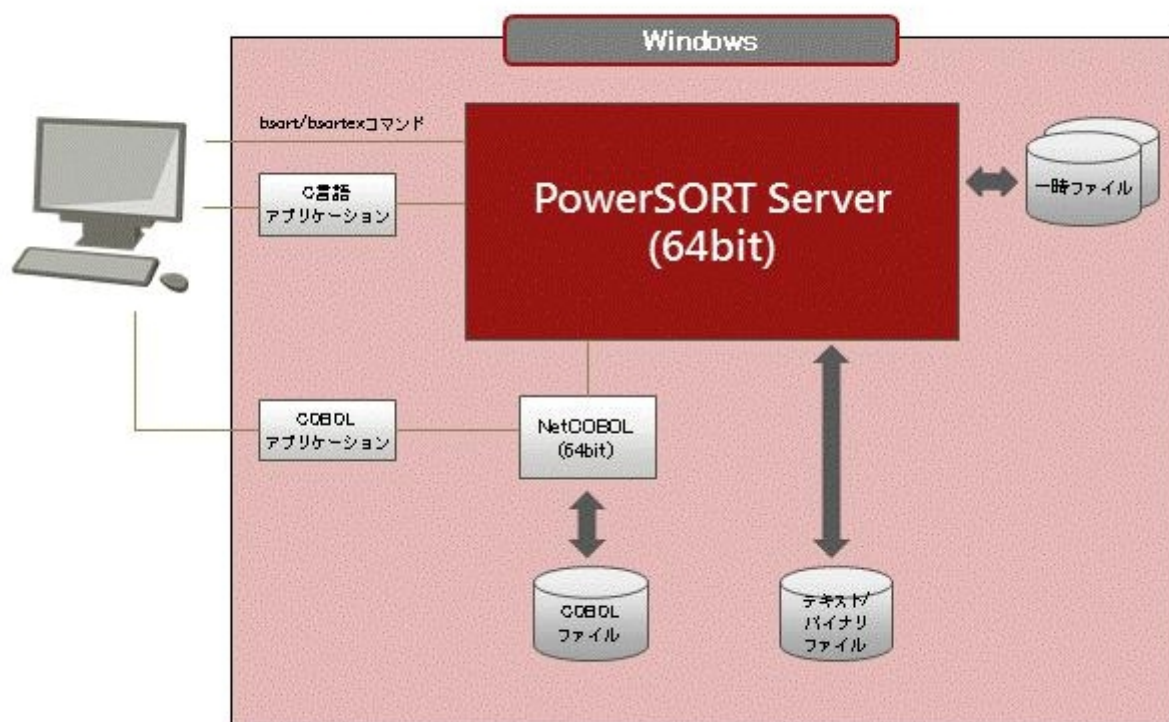 Windows
bsort/bsortexコマンド
C言語
アプリケーション
PowerSORT Server
(64bit)
一時ファイル
COBOL
アプリケーション
NetCOBOL
(64bit)
COBOL
ファイル
テキスト/
バイナリ
ファイル